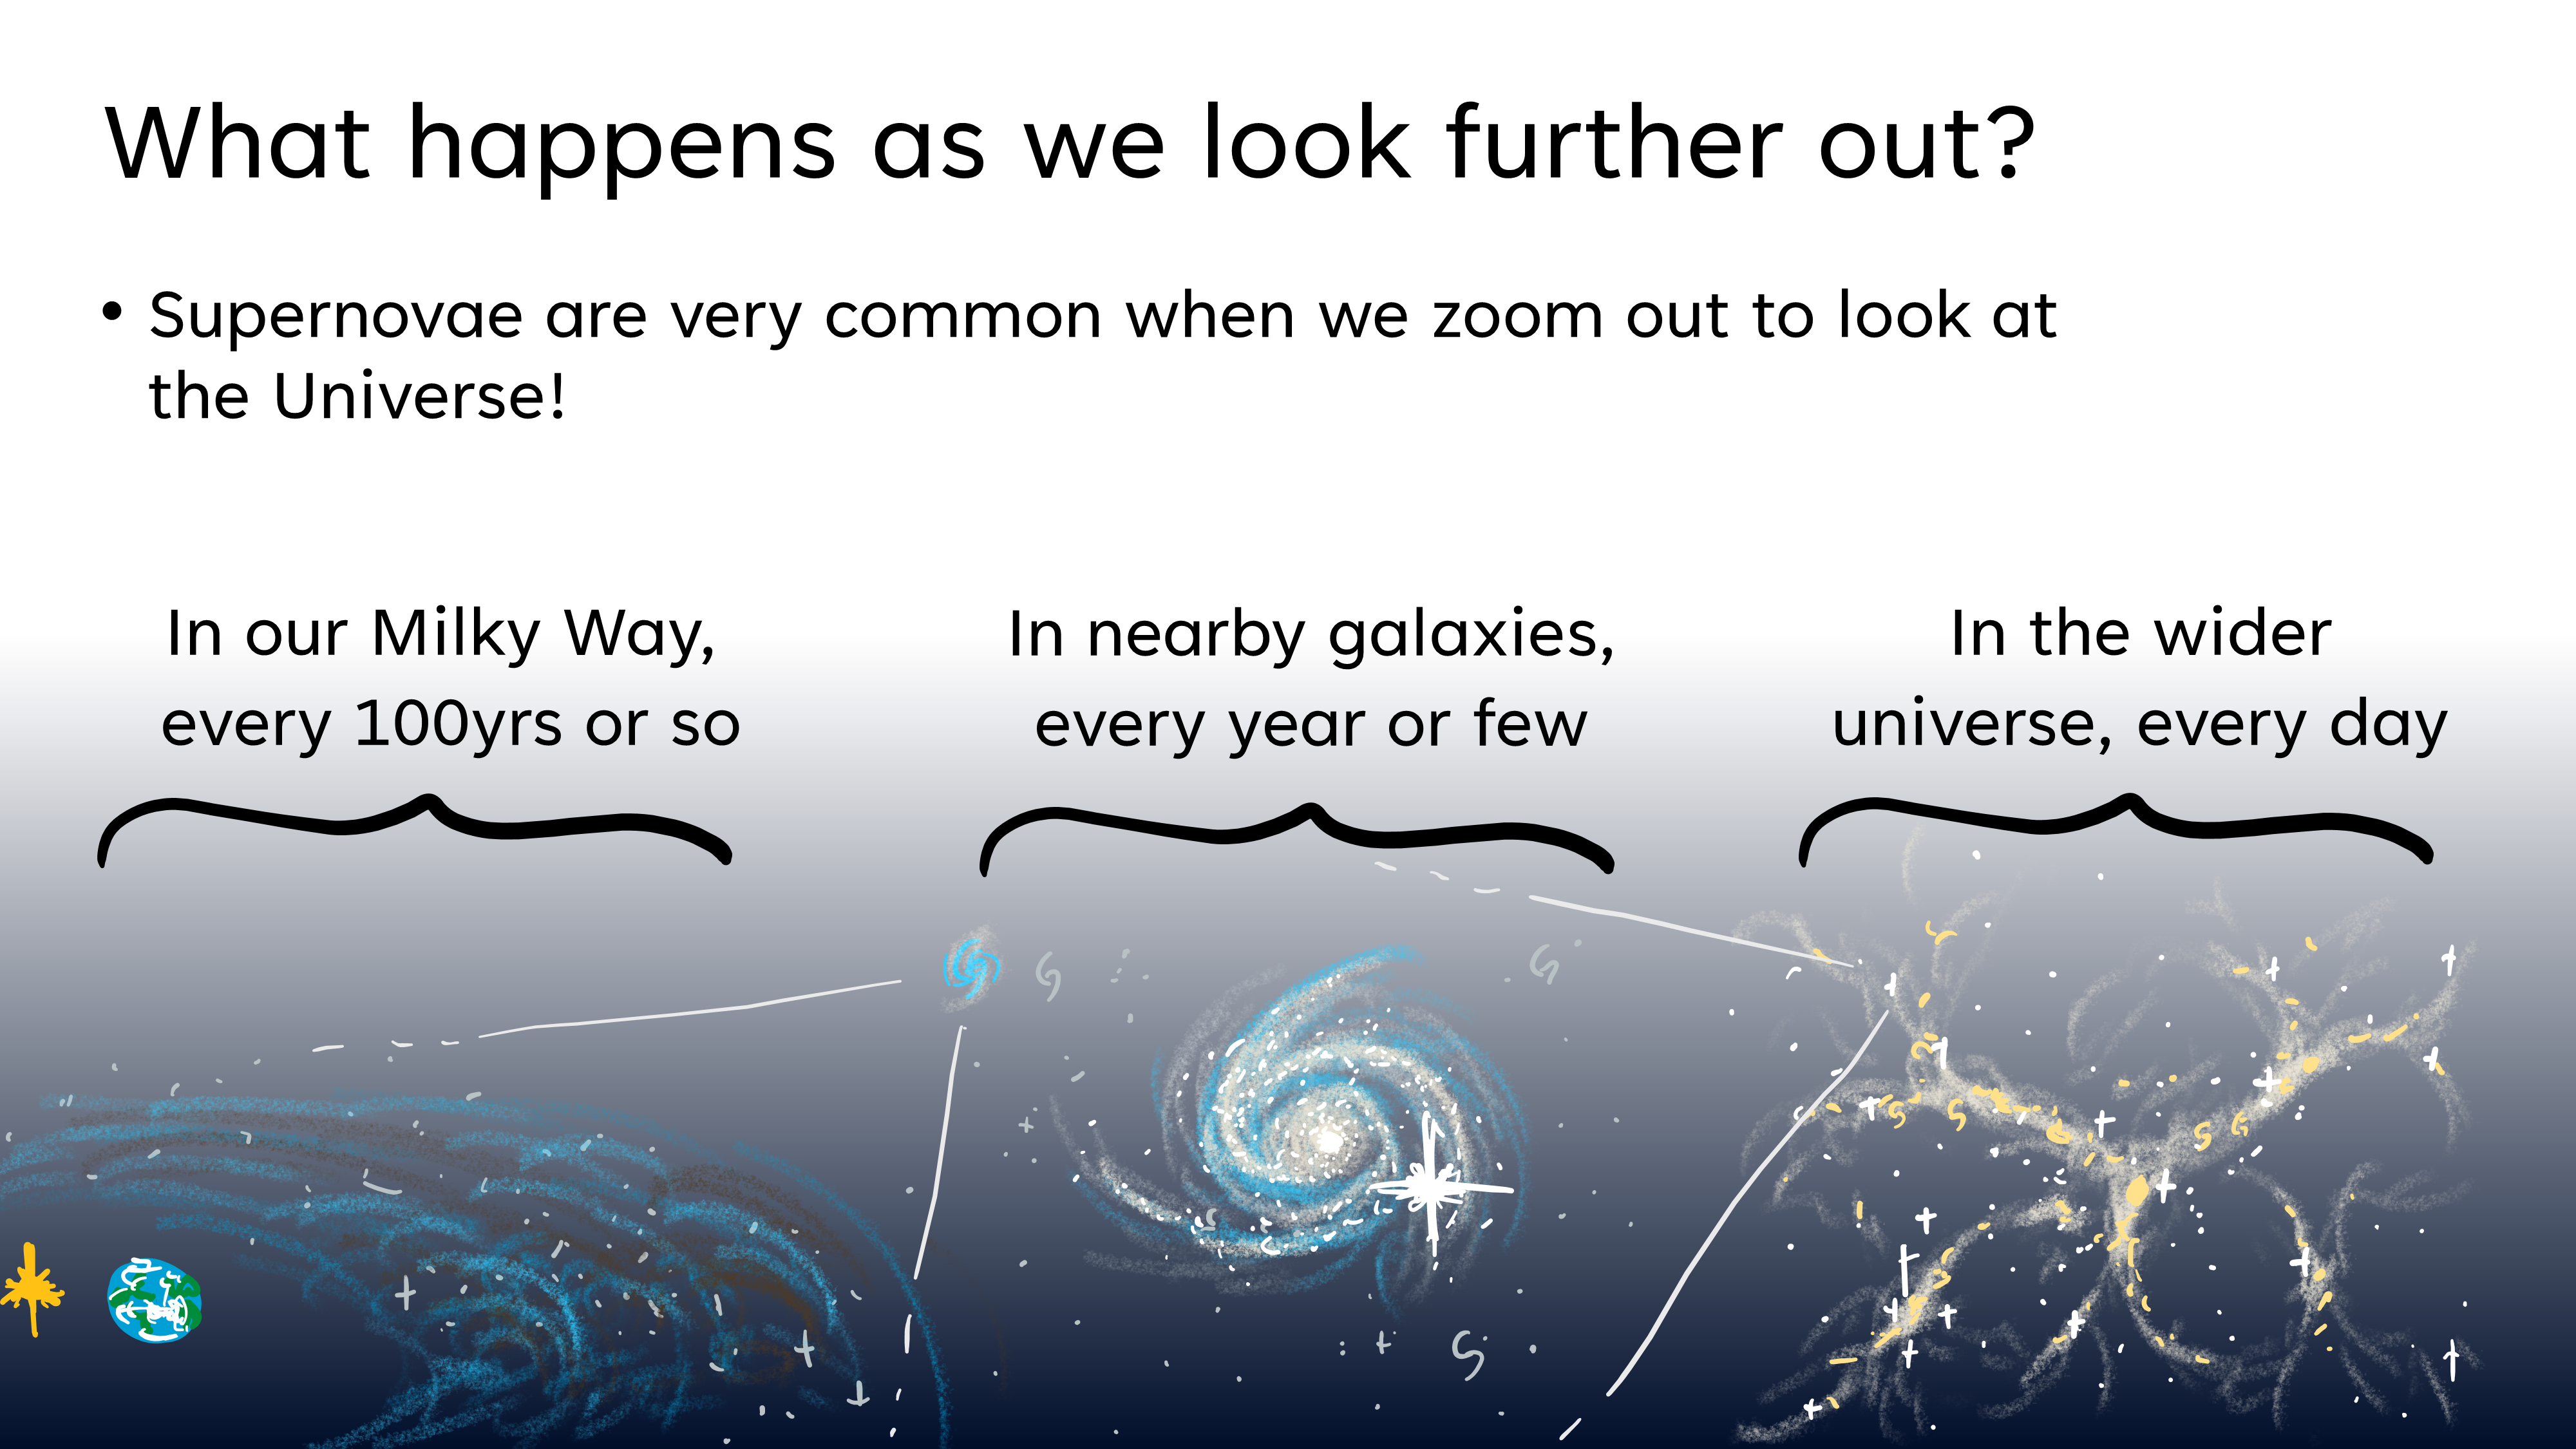 What happens as we look further out?
• Supernovae are very common when we zoom out to look at
the Universe!
In our Milky Way,
every 100yrs or so
In nearby galaxies,
every year or few
In the wider
universe, every day